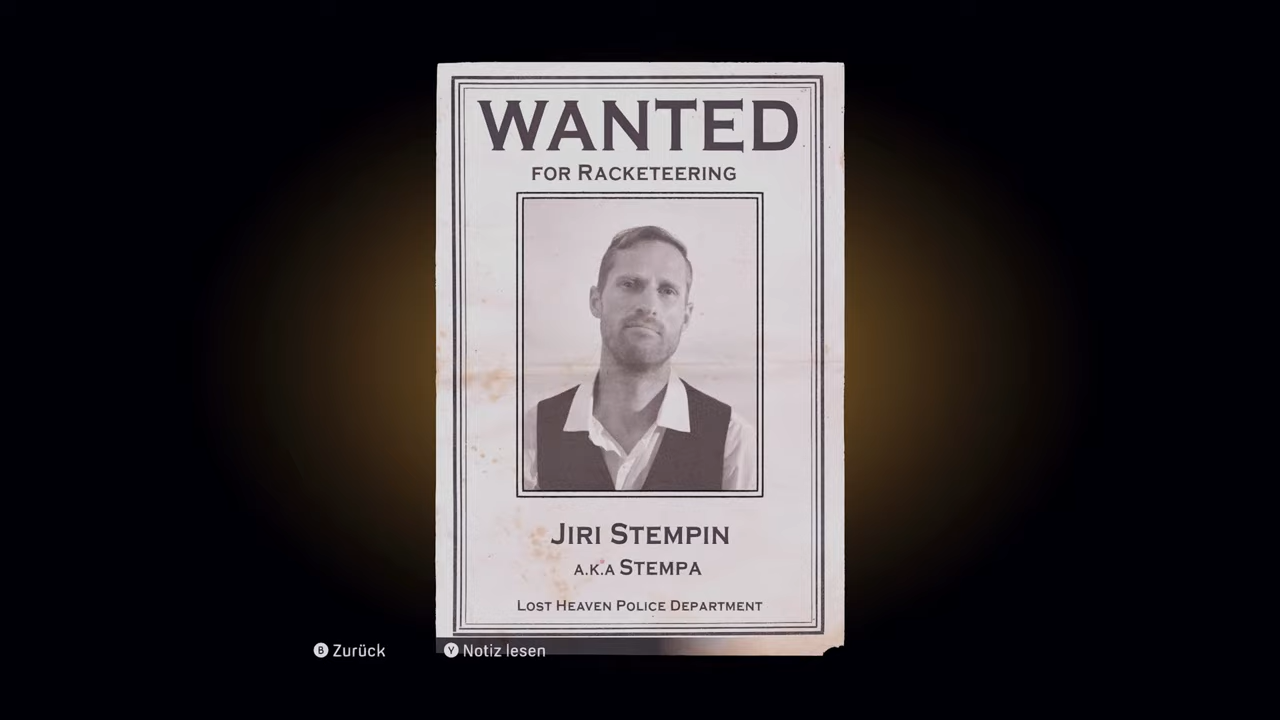 WANTED
FOR RACKETEERING
JIRI STEMPIN
A.K.A STEMPA
LOST HEAVEN POLICE DEPARTMENT
B Zurück
Y Notiz lesen